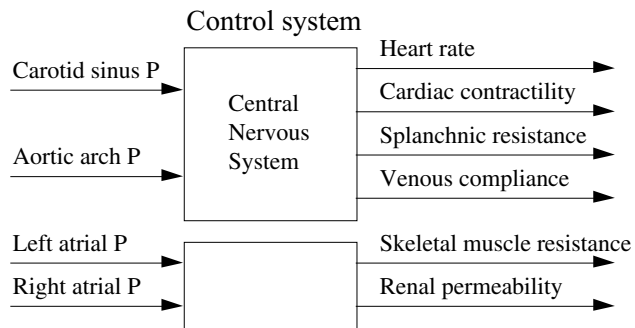 Control system
Carotid sinus P
Aortic arch P
Central
Nervous
System
Heart rate
Cardiac contractility
Splanchnic resistance
Venous compliance
Left atrial P
Right atrial P
Skeletal muscle resistance
Renal permeability